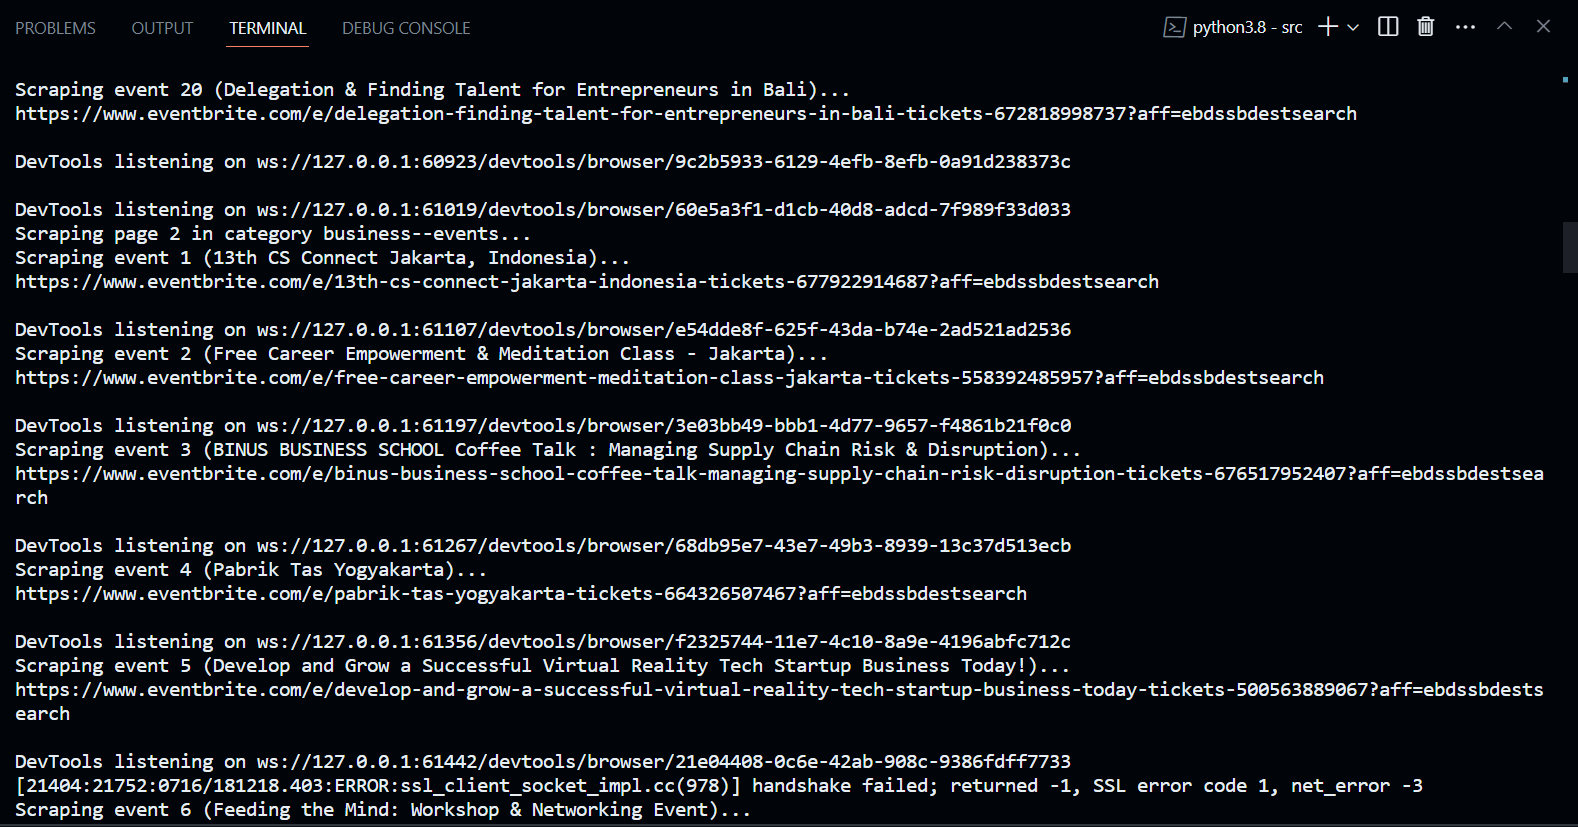 PROBLEMS OUTPUT TERMINAL DEBUG CONSOLE python3.8 - src
Scraping event 20 (Delegation & Finding Talent for Entrepreneurs in Bali)...
https://www.eventbrite.com/e/delegation-finding-talent-for-entrepreneurs-in-bali-tickets-672818998737?aff=ebdssbdestsearch
DevTools listening on ws://127.0.0.1:60923/devtools/browser/9c2b5933-6129-4efb-8efb-0a91d238373c
DevTools listening on ws://127.0.0.1:61019/devtools/browser/60e5a3f1-d1cb-40d8-adcd-7f989f33d033
Scraping page 2 in category business--events...
Scraping event 1 (13th CS Connect Jakarta, Indonesia)...
https://www.eventbrite.com/e/13th-cs-connect-jakarta-indonesia-tickets-677922914687?aff=ebdssbdestsearch
DevTools listening on ws://127.0.0.1:61107/devtools/browser/e54dde8f-625f-43da-b74e-2ad521ad2536
Scraping event 2 (Free Career Empowerment & Meditation Class - Jakarta)...
https://www.eventbrite.com/e/free-career-empowerment-meditation-class-jakarta-tickets-558392485957?aff=ebdssbdestsearch
DevTools listening on ws://127.0.0.1:61197/devtools/browser/3e03bb49-bbb1-4d77-9657-f4861b21f0c0
Scraping event 3 (BINUS BUSINESS SCHOOL Coffee Talk : Managing Supply Chain Risk & Disruption)...
https://www.eventbrite.com/e/binus-business-school-coffee-talk-managing-supply-chain-risk-disruption-tickets-676517952407?aff=ebdssbdestsea
rch
DevTools listening on ws://127.0.0.1:61267/devtools/browser/68db95e7-43e7-49b3-8939-13c37d513ecb
Scraping event 4 (Pabrik Tas Yogyakarta)...
https://www.eventbrite.com/e/pabrik-tas-yogyakarta-tickets-664326507467?aff=ebdssbdestsearch
DevTools listening on ws://127.0.0.1:61356/devtools/browser/f2325744-11e7-4c10-8a9e-4196abfc712c
Scraping event 5 (Develop and Grow a Successful Virtual Reality Tech Startup Business Today!)...
https://www.eventbrite.com/e/develop-and-grow-a-successful-virtual-reality-tech-startup-business-today-tickets-500563889067?aff=ebdssbdests
earch
DevTools listening on ws://127.0.0.1:61442/devtools/browser/21e04408-0c6e-42ab-908c-9386fdff7733
[21404:21752:0716/181218.403:ERROR:ssl_client_socket_impl.cc(978)] handshake failed; returned -1, SSL error code 1, net_error -3
Scraping event 6 (Feeding the Mind: Workshop & Networking Event)...